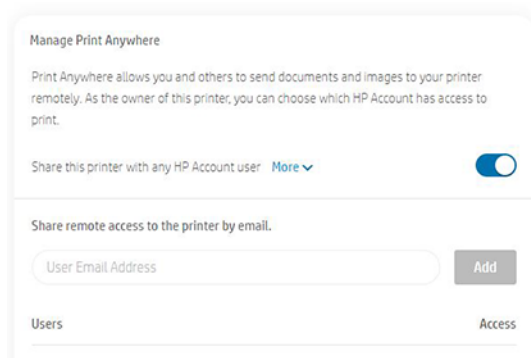 Manage Print Anywhere
Print Anywhere allows you and others to send documents and images to your printer
remotely. As the owner of this printer, you can choose which HP Account has access to
print.
Share this printer with any HP Account user More
Share remote access to the printer by email.
User Email Address
Add
Users Access